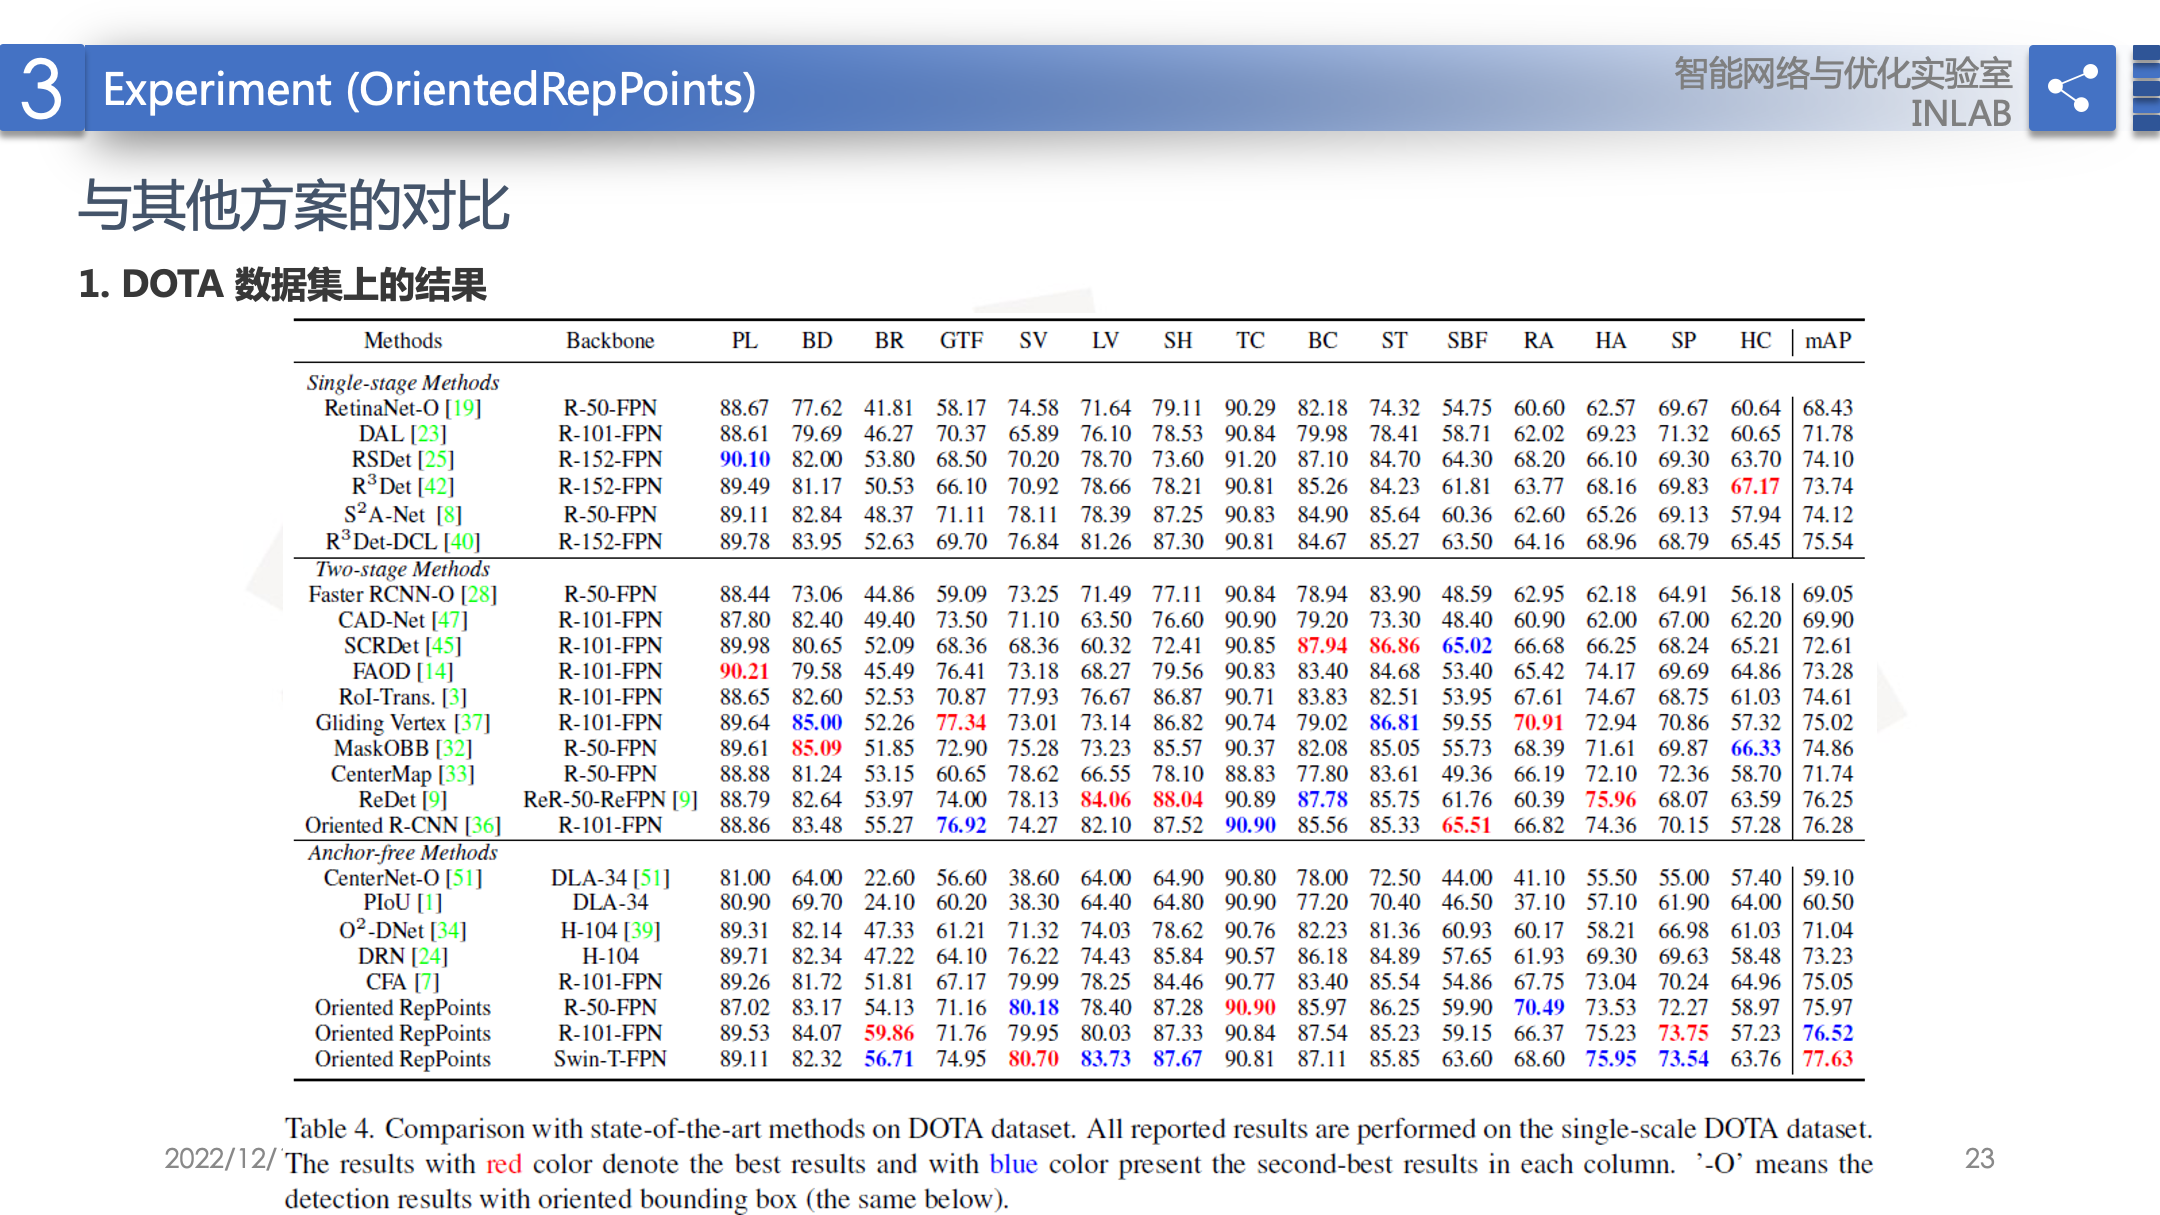 3 Experiment (OrientedRepPoints)
智能网络与优化实验室
INLAB
与其他方案的对比
1. DOTA 数据集上的结果
Methods Backbone PL BD BR GTF SV LV SH TC BC ST SBF RA HA SP HC mAP
Single-stage Methods
RetinaNet-O [19] R-50-FPN 88.67 77.62 41.81 58.17 74.58 71.64 79.11 90.29 82.18 74.32 54.75 60.60 62.57 69.67 60.64 68.43
DAL [23] R-101-FPN 88.61 79.69 46.27 70.37 65.89 76.10 78.53 90.84 79.98 78.41 58.71 62.02 69.23 71.32 60.65 71.78
RSDet [25] R-152-FPN 90.10 82.00 53.80 68.50 70.20 78.70 73.60 91.20 87.10 84.70 64.30 68.20 66.10 69.30 63.70 74.10
R³Det [42] R-152-FPN 89.49 81.17 50.53 66.10 70.92 78.66 78.21 90.81 85.26 84.23 61.81 63.77 68.16 69.83 67.17 73.74
S²A-Net [8] R-50-FPN 89.11 82.84 48.37 71.11 78.11 78.39 87.25 90.83 84.90 85.64 60.36 62.60 65.26 69.13 57.94 74.12
R³Det-DCL [40] R-152-FPN 89.78 83.95 52.63 69.70 76.84 81.26 87.30 90.81 84.67 85.27 63.50 64.16 68.96 68.79 65.45 75.54
Two-stage Methods
Faster RCNN-O [28] R-50-FPN 88.44 73.06 44.86 59.09 73.25 71.49 77.11 90.84 78.94 83.90 48.59 62.95 62.18 64.91 56.18 69.05
CAD-Net [47] R-101-FPN 87.80 82.40 49.40 73.50 71.10 63.50 76.60 90.90 79.20 73.30 48.40 60.90 62.00 67.00 62.20 69.90
SCRDet [45] R-101-FPN 89.98 80.65 52.09 68.36 68.36 60.32 72.41 90.85 87.94 86.86 65.02 66.68 66.25 68.24 65.21 72.61
FAOD [14] R-101-FPN 90.21 79.58 45.49 76.41 73.18 68.27 79.56 90.83 83.40 84.68 53.40 65.42 74.17 69.69 64.86 73.28
RoI-Trans. [3] R-101-FPN 88.65 82.60 52.53 70.87 77.93 76.67 86.87 90.71 83.83 82.51 53.95 67.61 74.67 68.75 61.03 74.61
Gliding Vertex [37] R-101-FPN 89.64 85.00 52.26 77.34 73.01 73.14 86.82 90.74 79.02 86.81 59.55 70.91 72.94 70.86 57.32 75.02
MaskOBB [32] R-50-FPN 89.61 85.09 51.85 72.90 75.28 73.23 85.57 90.37 82.08 85.05 55.73 68.39 71.61 69.87 66.33 74.86
CenterMap [33] R-50-FPN 88.88 81.24 53.15 60.65 78.62 66.55 78.10 88.83 77.80 83.61 49.36 66.19 72.10 72.36 58.70 71.74
ReDet [9] ReR-50-ReFPN [9] 88.79 82.64 53.97 74.00 78.13 84.06 88.04 90.89 87.78 85.75 61.76 60.39 75.96 68.07 63.59 76.25
Oriented R-CNN [36] R-101-FPN 88.86 83.48 55.27 76.92 74.27 82.10 87.52 90.90 85.56 85.33 65.51 66.82 74.36 70.15 57.28 76.28
Anchor-free Methods
CenterNet-O [51] DLA-34 [51] 81.00 64.00 22.60 56.60 38.60 64.00 64.90 90.80 78.00 72.50 44.00 41.10 55.50 55.00 57.40 59.10
PIoU [1] DLA-34 80.90 69.70 24.10 60.20 38.30 64.40 64.80 90.90 77.20 70.40 46.50 37.10 57.10 61.90 64.00 60.50
O²-DNet [34] H-104 [39] 89.31 82.14 47.33 61.21 71.32 74.03 78.62 90.76 82.23 81.36 60.93 60.17 58.21 66.98 61.03 71.04
DRN [24] H-104 89.71 82.34 47.22 64.10 76.22 74.43 85.84 90.57 86.18 84.89 57.65 61.93 69.30 69.63 58.48 73.23
CFA [7] R-101-FPN 89.26 81.72 51.81 67.17 79.99 78.25 84.46 90.77 83.40 85.54 54.86 67.75 73.04 70.24 64.96 75.05
Oriented RepPoints R-50-FPN 87.02 83.17 54.13 71.16 80.18 78.40 87.28 90.90 85.97 86.25 59.90 70.49 73.53 72.27 58.97 75.97
Oriented RepPoints R-101-FPN 89.53 84.07 59.86 71.76 79.95 80.03 87.33 90.84 87.54 85.23 59.15 66.37 75.23 73.75 57.23 76.52
Oriented RepPoints Swin-T-FPN 89.11 82.32 56.71 74.95 80.70 83.73 87.67 90.81 87.11 85.85 63.60 68.60 75.95 73.54 63.76 77.63
Table 4. Comparison with state-of-the-art methods on DOTA dataset. All reported results are performed on the single-scale DOTA dataset.
The results with red color denote the best results and with blue color present the second-best results in each column. '-O' means the
detection results with oriented bounding box (the same below).
2022/12/
23